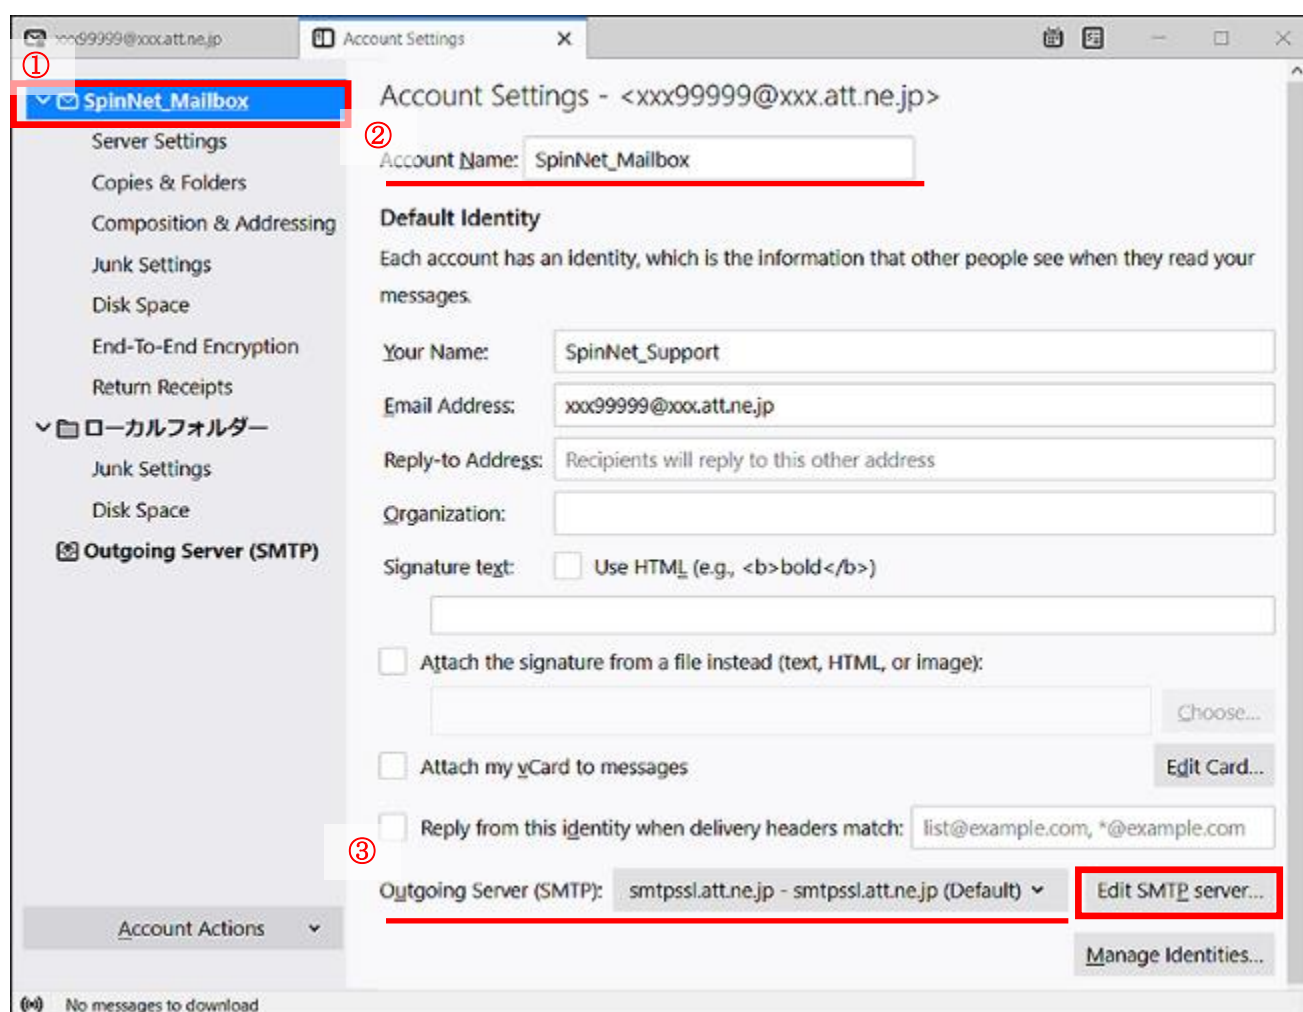 xxx99999@xxx.att.ne.jp
Account Settings
①
SpinNet_Mailbox
Server Settings
Copies & Folders
Composition & Addressing
Junk Settings
Disk Space
End-To-End Encryption
Return Receipts
ローカルフォルダー
Junk Settings
Disk Space
Outgoing Server (SMTP)
Account Actions
Account Settings - <xxx99999@xxx.att.ne.jp>
②
Account Name: SpinNet_Mailbox
Default Identity
Each account has an identity, which is the information that other people see when they read your
messages.
Your Name: SpinNet_Support
Email Address: xxx99999@xxx.att.ne.jp
Reply-to Address: Recipients will reply to this other address
Organization:
Signature text: Use HTML (e.g., <b>bold</b>)
Attach the signature from a file instead (text, HTML, or image):
Choose...
Attach my vCard to messages Edit Card...
Reply from this identity when delivery headers match: list@example.com, *@example.com
③
Outgoing Server (SMTP): smtpssl.att.ne.jp - smtpssl.att.ne.jp (Default) Edit SMTP server...
Manage Identities...
No messages to download